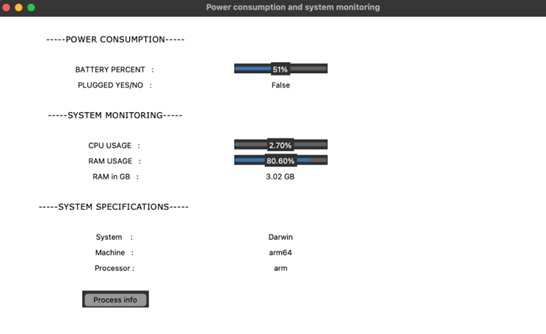 Power consumption and system monitoring
-----POWER CONSUMPTION-----
BATTERY PERCENT : 51%
PLUGGED YES/NO : False
-----SYSTEM MONITORING-----
CPU USAGE : 2.70%
RAM USAGE : 80.60%
RAM in GB : 3.02 GB
-----SYSTEM SPECIFICATIONS-----
System : Darwin
Machine : arm64
Processor : arm
Process info